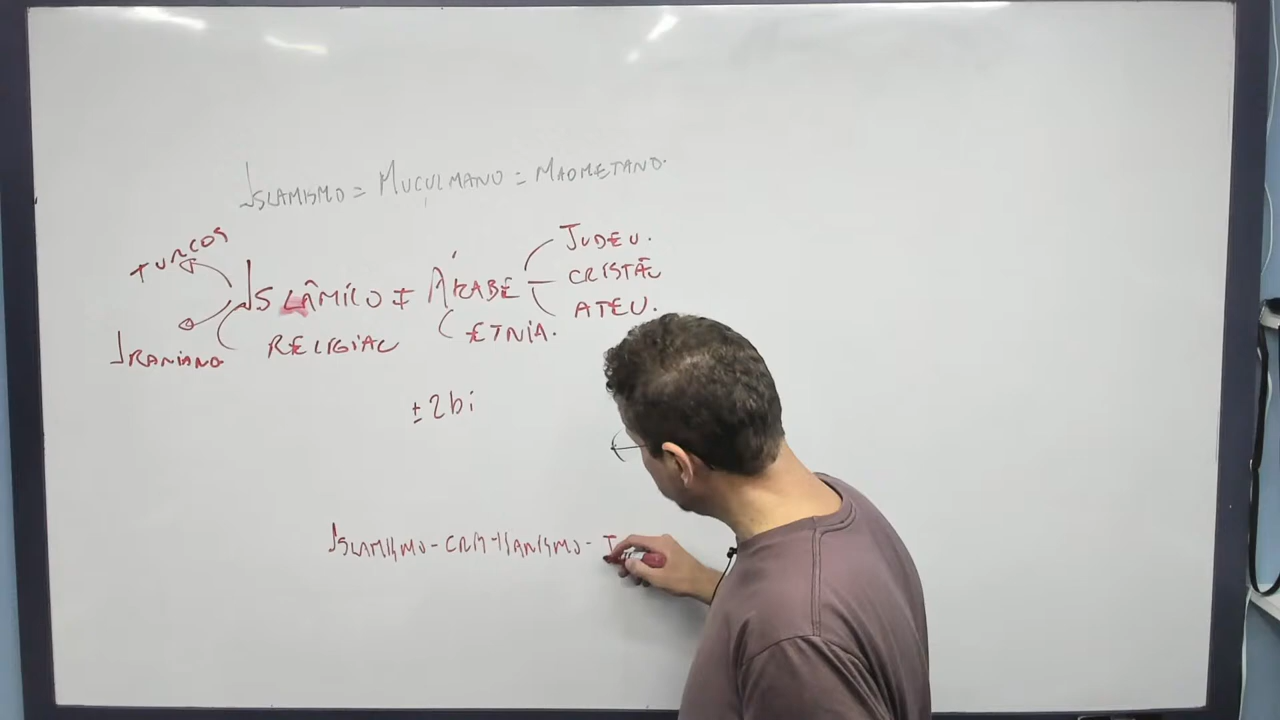 ISLAMISMO = MUÇULMANO = MAOMETANO.
TURCOS
ISLÂMICO ≠ ÁRABE
JUDEU.
CRISTÃO
ATEU.
IRANIANO
RELIGIÃO
ETNIA.
± 2bi
ISLAMISMO - CRISTIANISMO - J